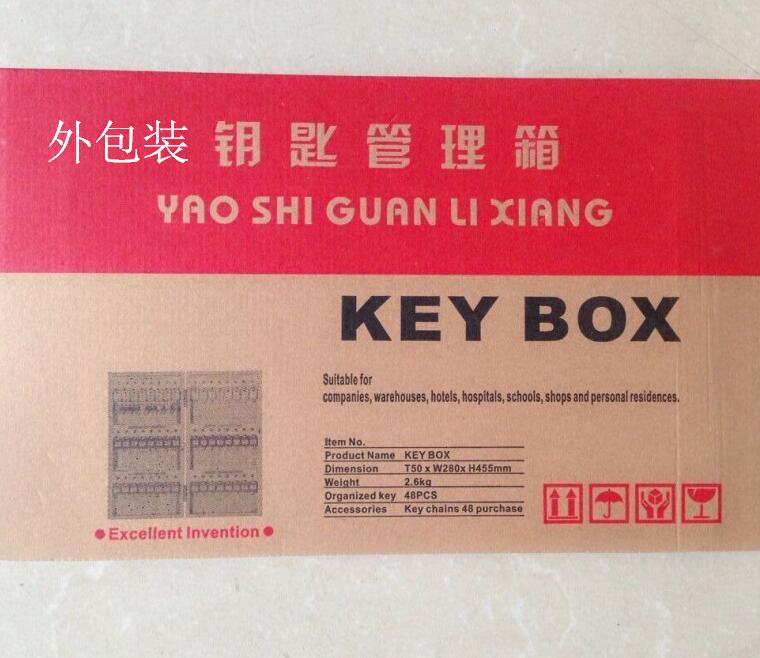 外包装 钥匙管理箱
YAO SHI GUAN LI XIANG
KEY BOX
Suitable for
companies, warehouses, hotels, hospitals, schools, shops and personal residences.
Item No.
Product Name KEY BOX
Dimension T50 x W280x H455mm
Weight 2.6kg
Organized key 48PCS
Accessories Key chains 48 purchase
● Excellent Invention ●